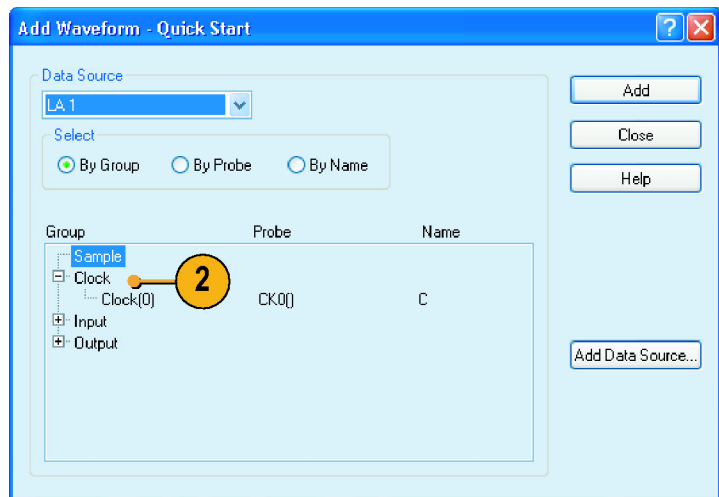 Add Waveform - Quick Start
Data Source
LA 1
Select
By Group By Probe By Name
Add
Close
Help
Group Probe Name
Sample
Clock
2
Clock(0) CK0() C
Input
Output
Add Data Source...